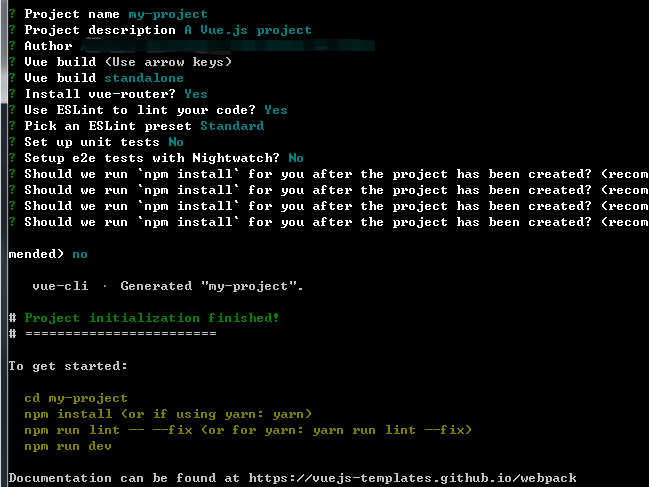 ? Project name my-project
? Project description A Vue.js project
? Author
? Vue build (Use arrow keys)
? Vue build standalone
? Install vue-router? Yes
? Use ESLint to lint your code? Yes
? Pick an ESLint preset Standard
? Set up unit tests No
? Setup e2e tests with Nightwatch? No
? Should we run `npm install` for you after the project has been created? (recom
? Should we run `npm install` for you after the project has been created? (recom
? Should we run `npm install` for you after the project has been created? (recom
? Should we run `npm install` for you after the project has been created? (recom
mended) no
vue-cli · Generated "my-project".
# Project initialization finished!
# ========================
To get started:
cd my-project
npm install (or if using yarn: yarn)
npm run lint -- --fix (or for yarn: yarn run lint --fix)
npm run dev
Documentation can be found at https://vuejs-templates.github.io/webpack